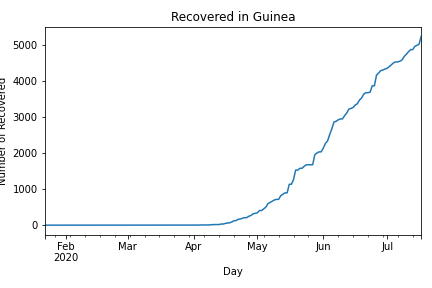 Recovered in Guinea
Number of Recovered
5000
4000
3000
2000
1000
0
Feb Mar Apr May Jun Jul
2020
Day